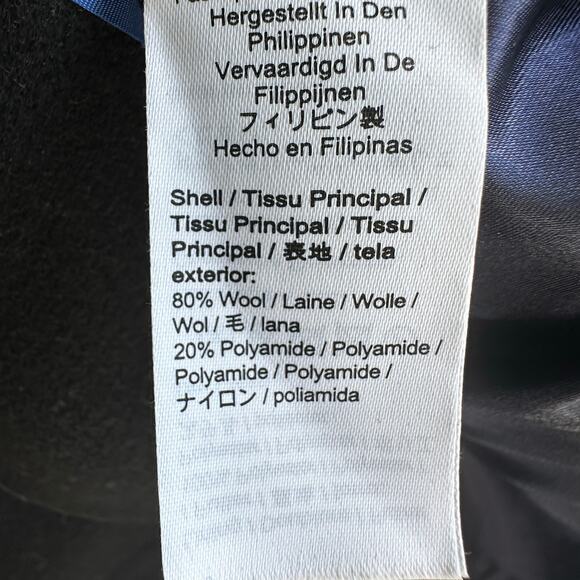 Hergestellt In Den
Philippinen
Vervaardigd In De
Filippijnen
フィリピン製
Hecho en Filipinas
Shell / Tissu Principal /
Tissu Principal / Tissu
Principal / 表地 / tela
exterior:
80% Wool / Laine / Wolle /
Wol / 毛 / lana
20% Polyamide / Polyamide /
Polyamide / Polyamide /
ナイロン / poliamida